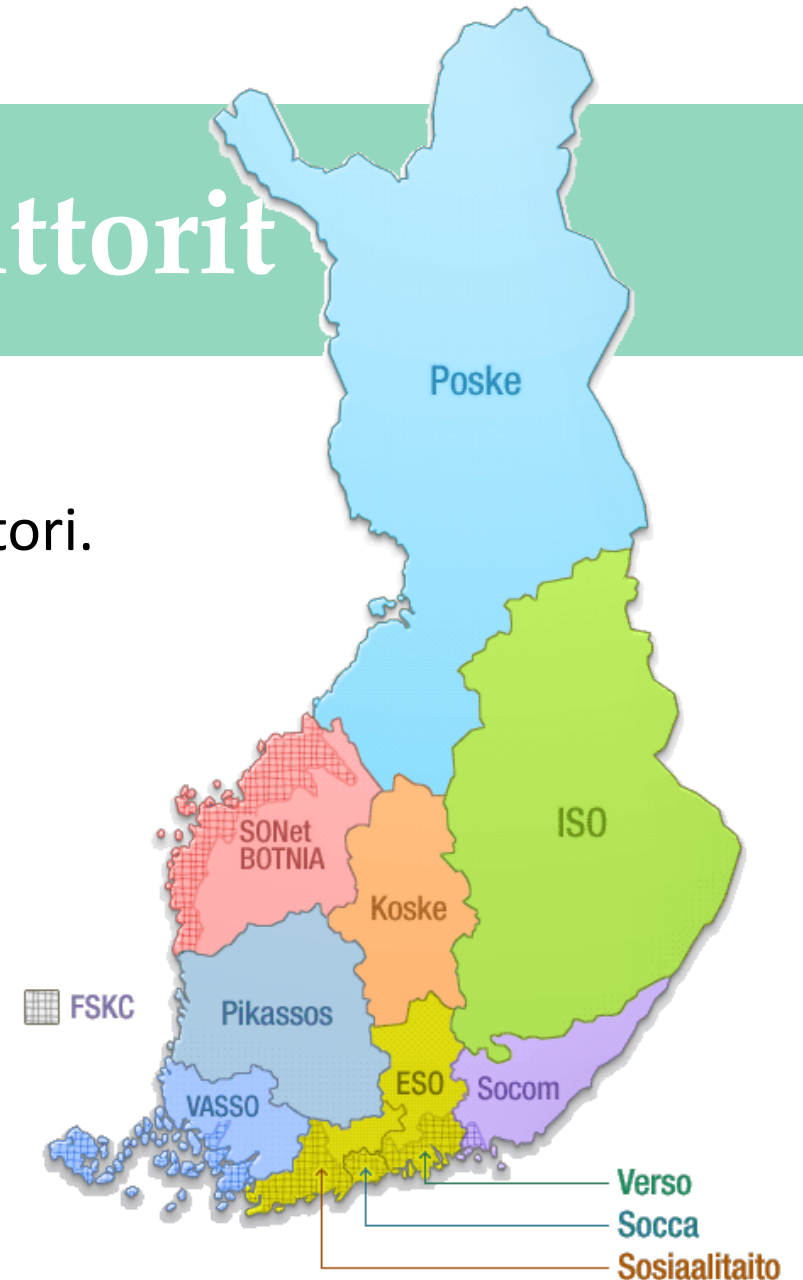 ttorit
Poske
tori.
ISO
SONet
BOTNIA
Koske
FSKC
Pikassos
ESO
Socom
VASSO
Verso
Socca
Sosiaalitaito